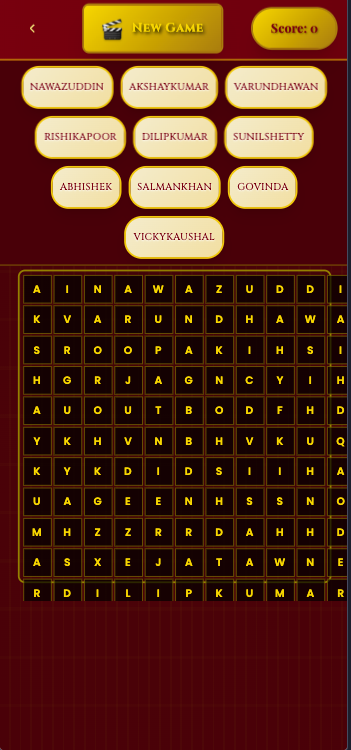 ‹
🎬 New Game
Score: 0
NAWAZUDDIN AKSHAYKUMAR VARUNDHAWAN
RISHIKAPOOR DILIPKUMAR SUNILSHETTY
ABHISHEK SALMANKHAN GOVINDA
VICKYKAUSHAL
A I N A W A Z U D D I
K V A R U N D H A W A
S R O O P A K I H S I
H G R J A G N C Y I H
A U O U T B O D F H D
Y K H V N B H V K U Q
K Y K D I D S I I H A
U A G E E N H S S N O
M H Z Z R R D A H H D
A S X E J A T A W N E
R D I L I P K U M A R